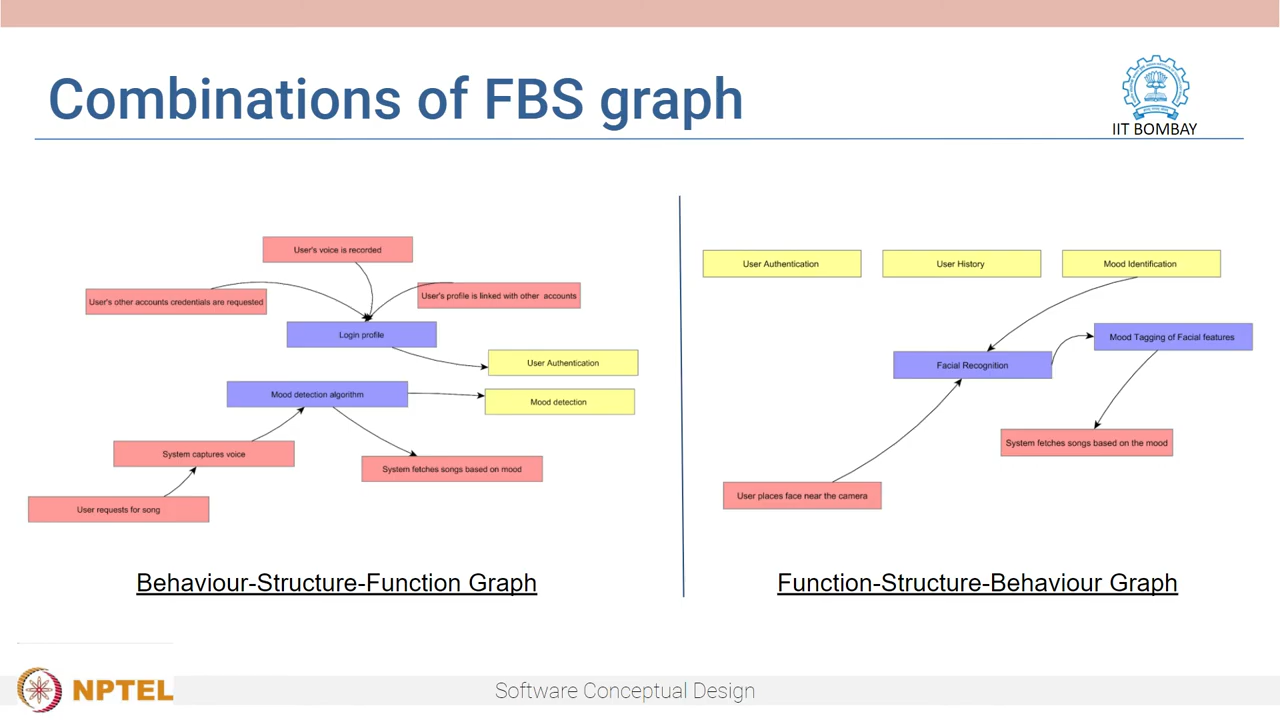 Combinations of FBS graph
IIT BOMBAY
User's voice is recorded
User's other accounts credentials are requested
User's profile is linked with other accounts
Login profile
User Authentication
Mood detection algorithm
Mood detection
System captures voice
System fetches songs based on mood
User requests for song
Behaviour-Structure-Function Graph
User Authentication
User History
Mood Identification
Mood Tagging of Facial features
Facial Recognition
System fetches songs based on the mood
User places face near the camera
Function-Structure-Behaviour Graph
NPTEL
Software Conceptual Design